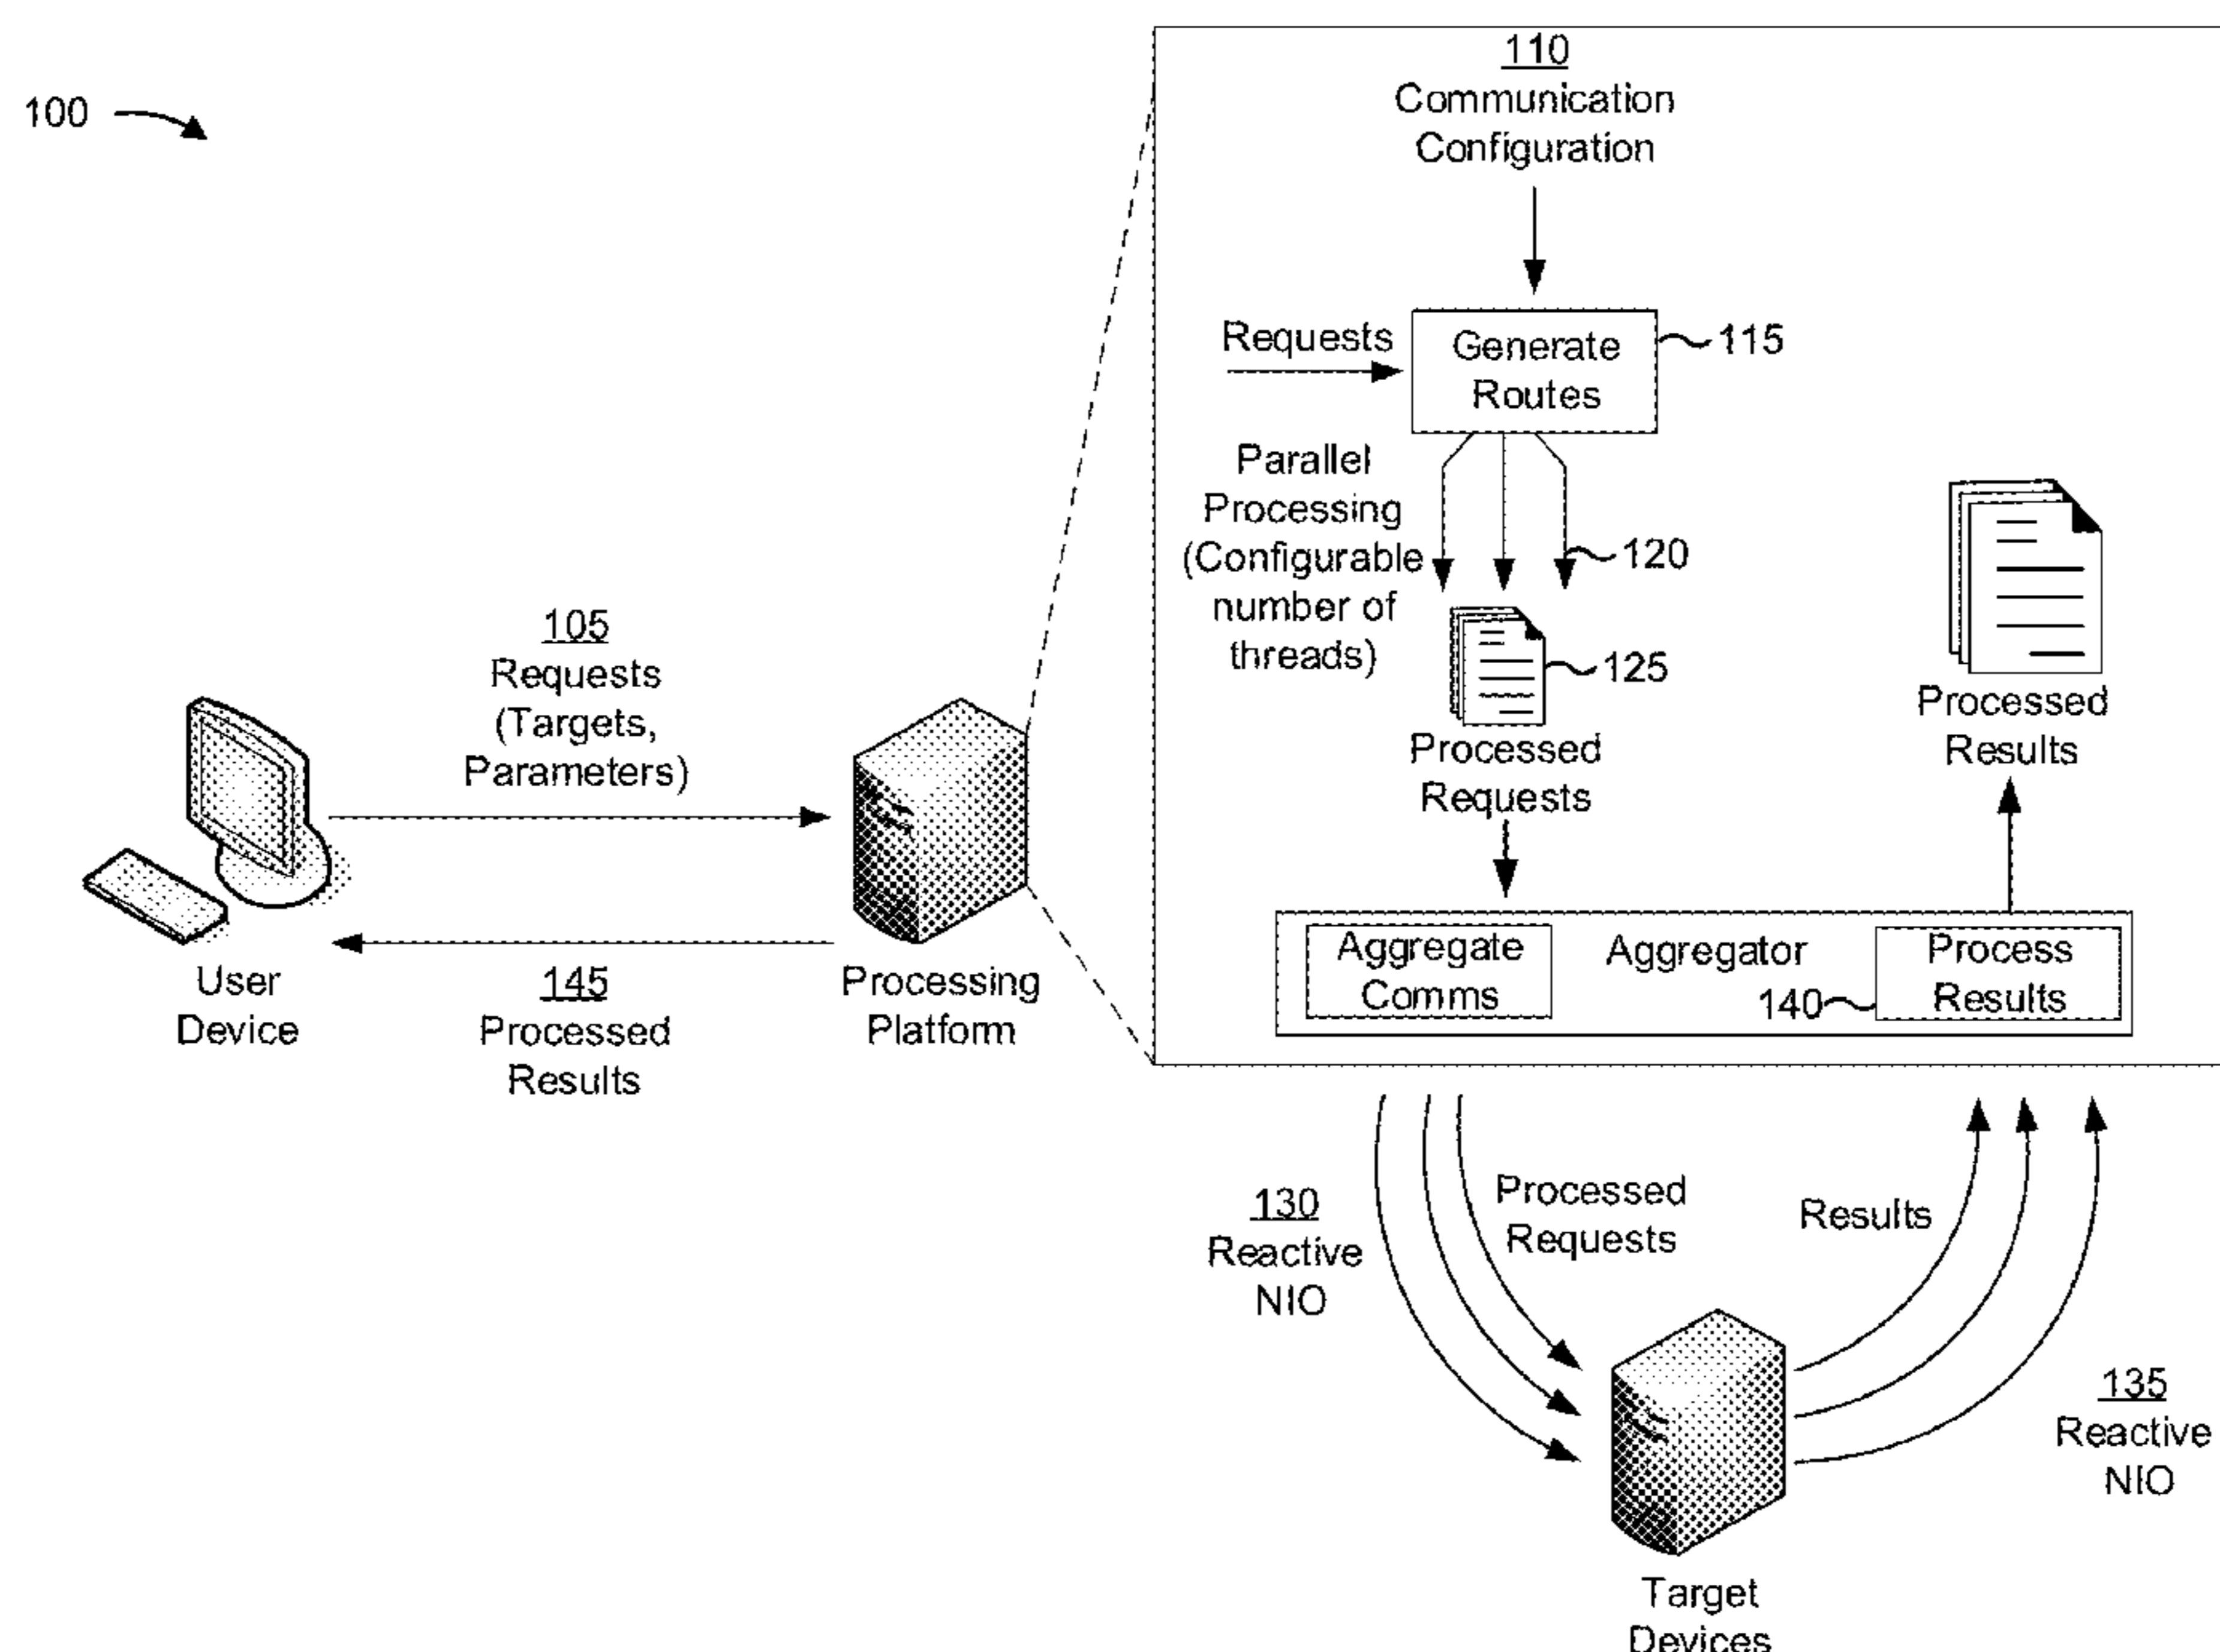 100
110
Communication
Configuration
Requests
Generate
Routes
115
Parallel
Processing
(Configurable
number of
threads)
120
125
Processed
Requests
Processed
Results
105
Requests
(Targets,
Parameters)
User
Device
145
Processed
Results
Processing
Platform
Aggregate
Comms
Aggregator
140
Process
Results
130
Reactive
NIO
Processed
Requests
Results
135
Reactive
NIO
Target
Devices